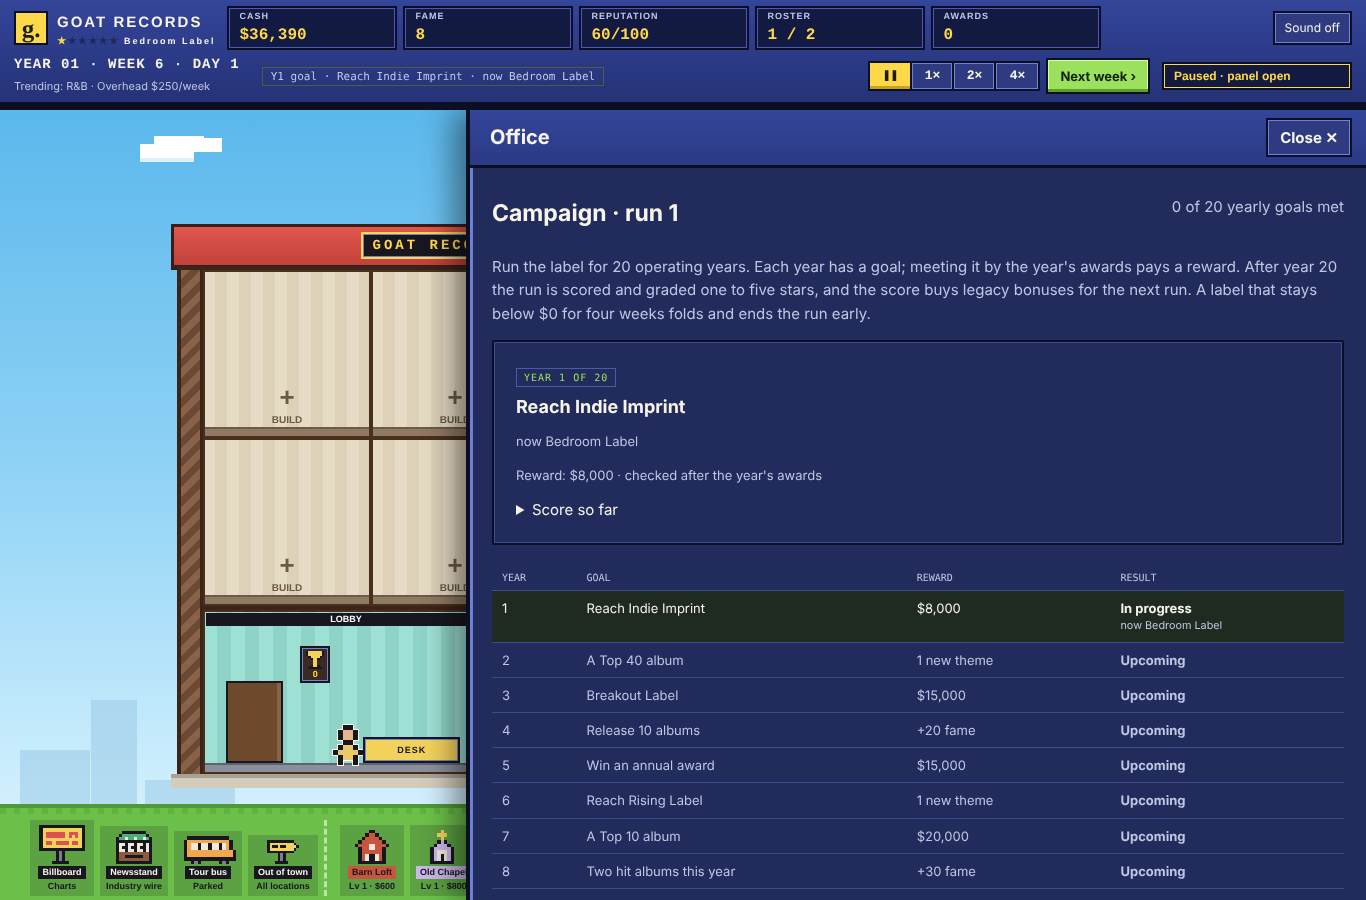 g.
GOAT RECORDS
Bedroom Label
CASH
$36,390
FAME
8
REPUTATION
60/100
ROSTER
1 / 2
AWARDS
0
Sound off
YEAR 01 · WEEK 6 · DAY 1
Trending: R&B · Overhead $250/week
Y1 goal · Reach Indie Imprint · now Bedroom Label
1×
2×
4×
Next week ›
Paused · panel open
Office
Close ✕
Campaign · run 1
0 of 20 yearly goals met
Run the label for 20 operating years. Each year has a goal; meeting it by the year's awards pays a reward. After year 20
the run is scored and graded one to five stars, and the score buys legacy bonuses for the next run. A label that stays
below $0 for four weeks folds and ends the run early.
YEAR 1 OF 20
Reach Indie Imprint
now Bedroom Label
Reward: $8,000 · checked after the year's awards
Score so far
YEAR GOAL REWARD RESULT
1 Reach Indie Imprint $8,000 In progress
now Bedroom Label
2 A Top 40 album 1 new theme Upcoming
3 Breakout Label $15,000 Upcoming
4 Release 10 albums +20 fame Upcoming
5 Win an annual award $15,000 Upcoming
6 Reach Rising Label 1 new theme Upcoming
7 A Top 10 album $20,000 Upcoming
8 Two hit albums this year +30 fame Upcoming
GOAT RECO
+
BUILD
+
BUILD
+
BUILD
+
BUILD
LOBBY
0
DESK
Billboard
Charts
Newsstand
Industry wire
Tour bus
Parked
Out of town
All locations
Barn Loft
Lv 1 · $600
Old Chape
Lv 1 · $800